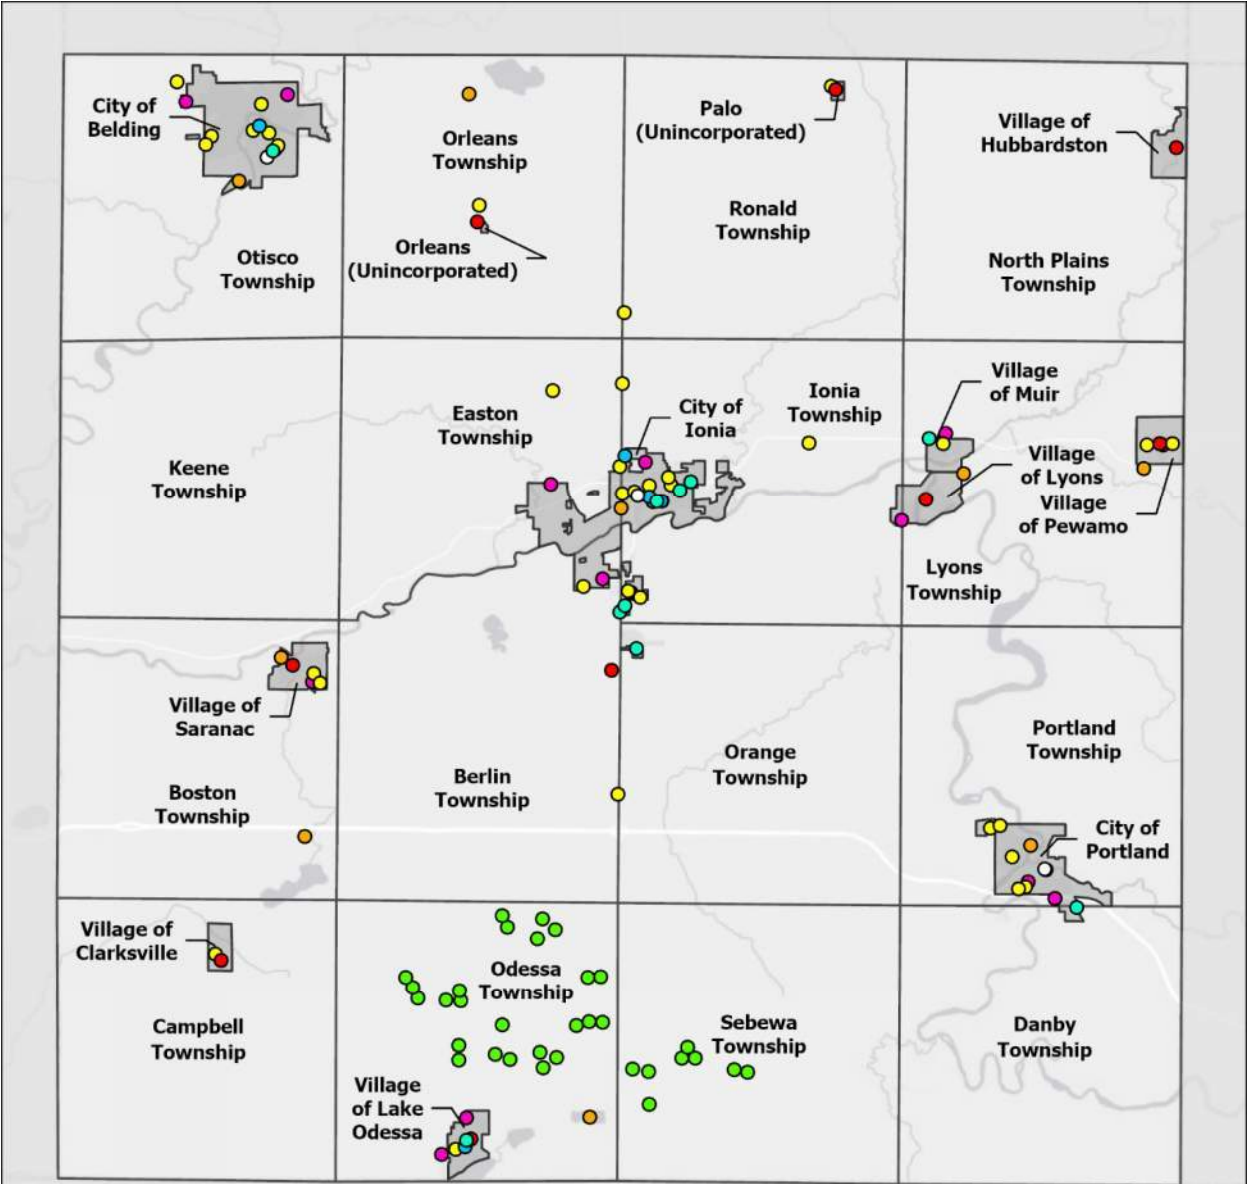 City of
Belding
Orleans
Township
Palo
(Unincorporated)
Village of
Hubbardston
Ronald
Township
Otisco
Township
Orleans
(Unincorporated)
North Plains
Township
Village
of Muir
Easton
Township
City of
Ionia
Ionia
Township
Keene
Township
Village
of Lyons
Village
of Pewamo
Lyons
Township
Village of
Saranac
Portland
Township
Orange
Township
Berlin
Township
Boston
Township
City of
Portland
Village of
Clarksville
Odessa
Township
Campbell
Township
Sebewa
Township
Danby
Township
Village
of Lake
Odessa